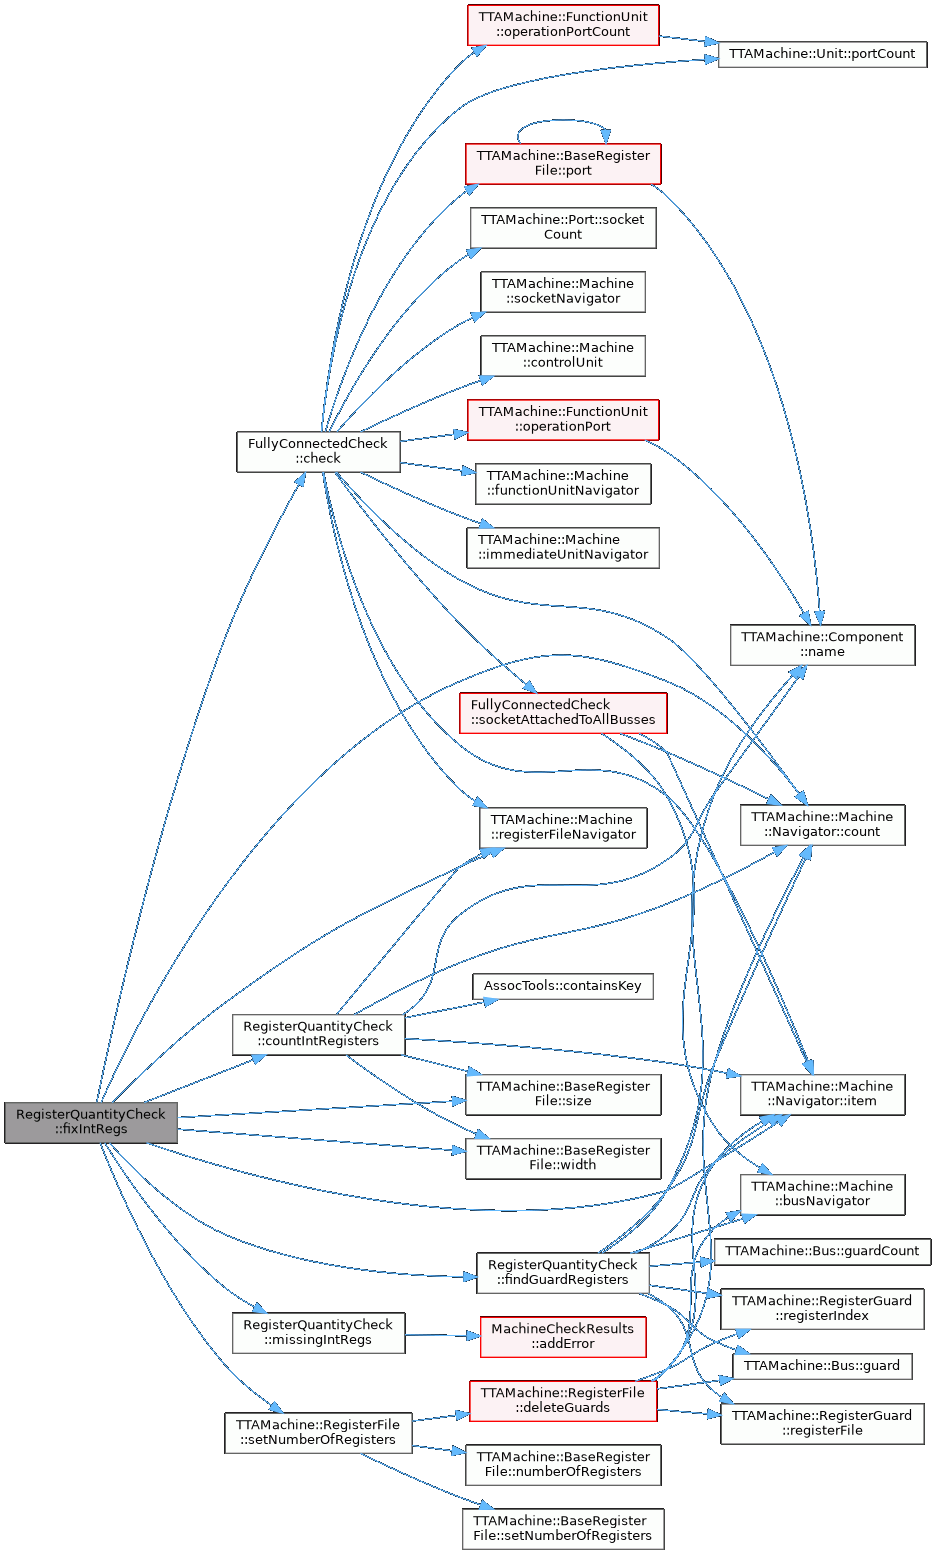 TTAMachine::FunctionUnit
::operationPortCount
TTAMachine::Unit::portCount
TTAMachine::BaseRegister
File::port
TTAMachine::Port::socket
Count
TTAMachine::Machine
::socketNavigator
TTAMachine::Machine
::controlUnit
TTAMachine::FunctionUnit
::operationPort
FullyConnectedCheck
::check
TTAMachine::Machine
::functionUnitNavigator
TTAMachine::Machine
::immediateUnitNavigator
TTAMachine::Component
::name
FullyConnectedCheck
::socketAttachedToAllBusses
TTAMachine::Machine
::registerFileNavigator
TTAMachine::Machine
::Navigator::count
AssocTools::containsKey
RegisterQuantityCheck
::countIntRegisters
TTAMachine::BaseRegister
File::size
TTAMachine::Machine
::Navigator::item
RegisterQuantityCheck
::fixIntRegs
TTAMachine::BaseRegister
File::width
TTAMachine::Machine
::busNavigator
TTAMachine::Bus::guardCount
RegisterQuantityCheck
::findGuardRegisters
TTAMachine::RegisterGuard
::registerIndex
RegisterQuantityCheck
::missingIntRegs
MachineCheckResults
::addError
TTAMachine::Bus::guard
TTAMachine::RegisterFile
::deleteGuards
TTAMachine::RegisterGuard
::registerFile
TTAMachine::RegisterFile
::setNumberOfRegisters
TTAMachine::BaseRegister
File::numberOfRegisters
TTAMachine::BaseRegister
File::setNumberOfRegisters